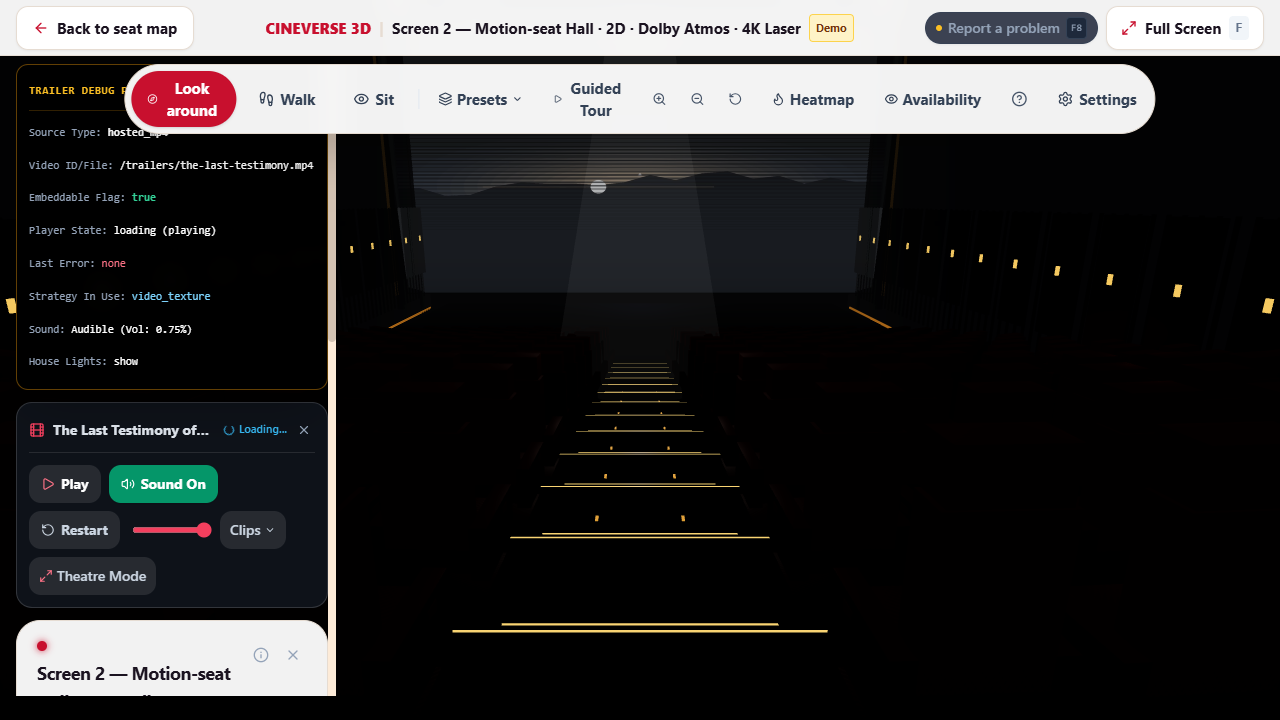 Back to seat map
CINEVERSE 3D | Screen 2 — Motion-seat Hall · 2D · Dolby Atmos · 4K Laser Demo
Report a problem F8
Full Screen F
TRAILER DEBUG
Look around
Walk
Sit
Presets
Guided Tour
Heatmap
Availability
Settings
Source Type: hosted_mp4
Video ID/File: /trailers/the-last-testimony.mp4
Embeddable Flag: true
Player State: loading (playing)
Last Error: none
Strategy In Use: video_texture
Sound: Audible (Vol: 0.75%)
House Lights: show
The Last Testimony of... Loading...
Play
Sound On
Restart
Clips
Theatre Mode
Screen 2 — Motion-seat